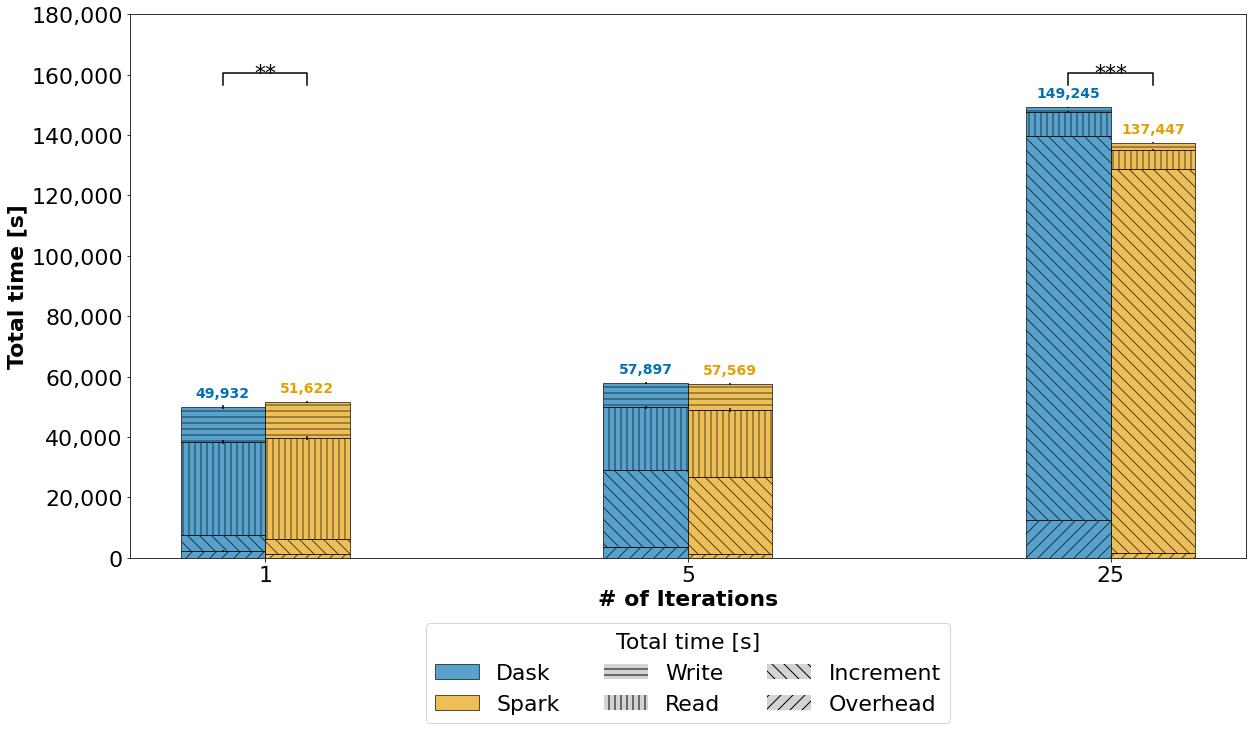 180,000
160,000
140,000
120,000
100,000
80,000
60,000
40,000
20,000
0
Total time [s]
**
***
49,932
51,622
57,897
57,569
149,245
137,447
1
5
25
# of Iterations
Total time [s]
Dask
Write
Increment
Spark
Read
Overhead